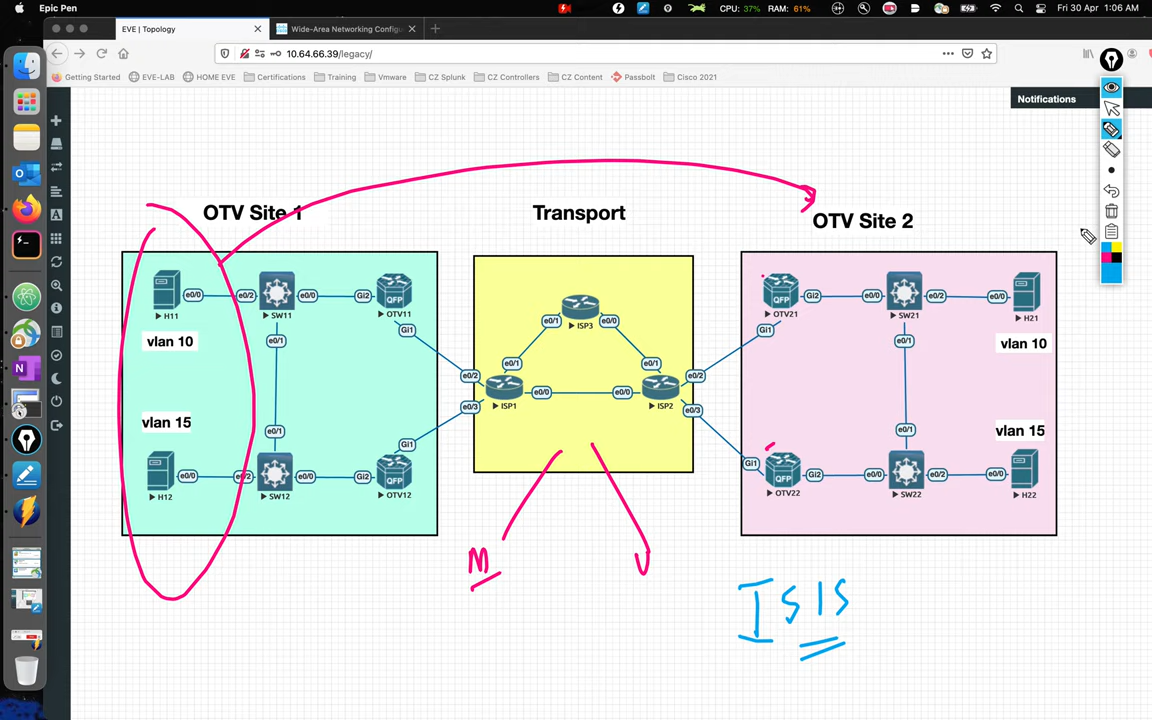 Epic Pen
CPU: 37% RAM: 61%
Fri 30 Apr 1:06 AM
EVE | Topology
Wide-Area Networking Configu
10.64.66.39/legacy/
Getting Started
EVE-LAB
HOME EVE
Certifications
Training
Vmware
CZ Splunk
CZ Controllers
CZ Content
Passbolt
Cisco 2021
Notifications
OTV Site 1
Transport
OTV Site 2
H11
e0/0
e0/2
SW11
e0/0
Gi2
QFP
OTV11
Gi1
e0/1
vlan 10
vlan 15
e0/1
H12
e0/0
e0/2
SW12
e0/0
Gi2
QFP
OTV12
Gi1
ISP3
e0/1
e0/0
e0/1
e0/1
e0/2
e0/3
ISP1
e0/0
e0/0
ISP2
e0/2
e0/3
QFP
OTV21
Gi2
Gi1
e0/0
SW21
e0/2
e0/0
H21
e0/1
vlan 10
vlan 15
e0/1
Gi1
QFP
OTV22
Gi2
e0/0
SW22
e0/2
e0/0
H22
M
U
ISIS